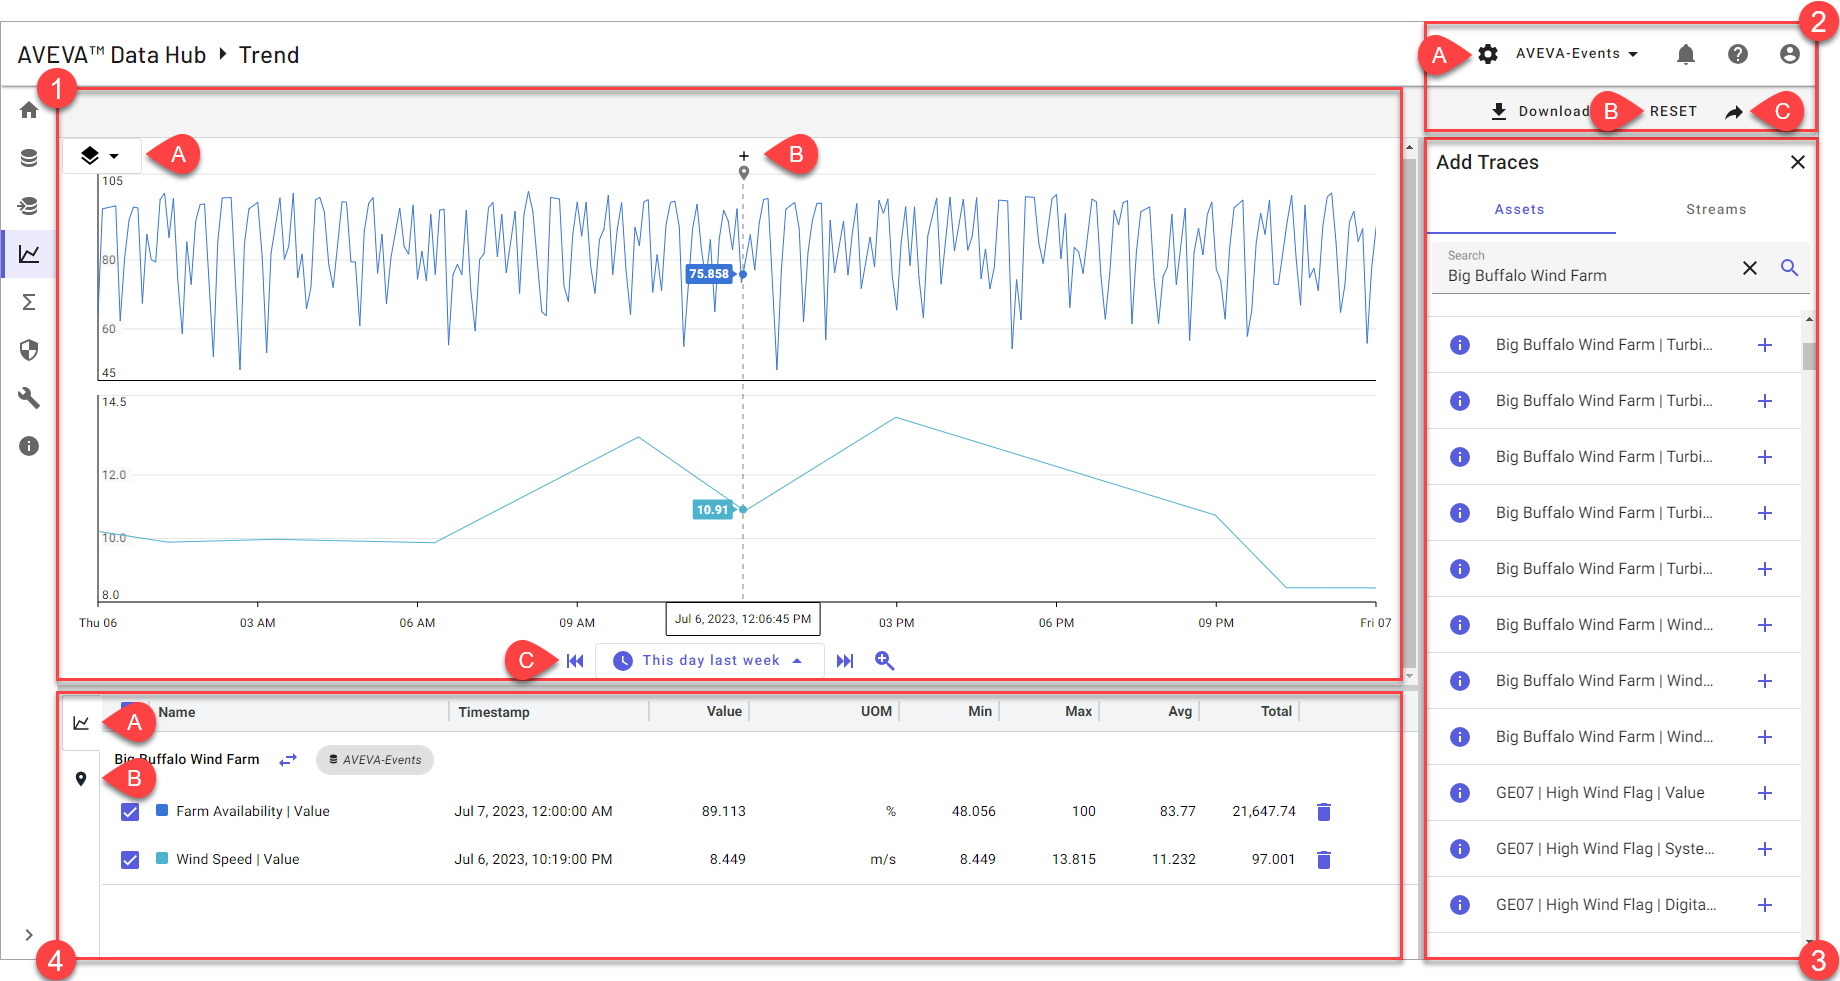 AVEVA™ Data Hub ▸ Trend
2
A
AVEVA-Events
1
Download
B
RESET
C
A
B
105
80
75.858
60
45
14.5
12.0
10.91
10.0
8.0
Thu 06
03 AM
06 AM
09 AM
Jul 6, 2023, 12:06:45 PM
03 PM
06 PM
09 PM
Fri 07
C
This day last week
Add Traces
Assets
Streams
Search
Big Buffalo Wind Farm
Big Buffalo Wind Farm | Turbi...
Big Buffalo Wind Farm | Turbi...
Big Buffalo Wind Farm | Turbi...
Big Buffalo Wind Farm | Turbi...
Big Buffalo Wind Farm | Turbi...
Big Buffalo Wind Farm | Wind...
Big Buffalo Wind Farm | Wind...
Big Buffalo Wind Farm | Wind...
GE07 | High Wind Flag | Value
GE07 | High Wind Flag | Syste...
GE07 | High Wind Flag | Digita...
3
A
Name Timestamp Value UOM Min Max Avg Total
B
Big Buffalo Wind Farm AVEVA-Events
Farm Availability | Value Jul 7, 2023, 12:00:00 AM 89.113 % 48.056 100 83.77 21,647.74
Wind Speed | Value Jul 6, 2023, 10:19:00 PM 8.449 m/s 8.449 13.815 11.232 97.001
4